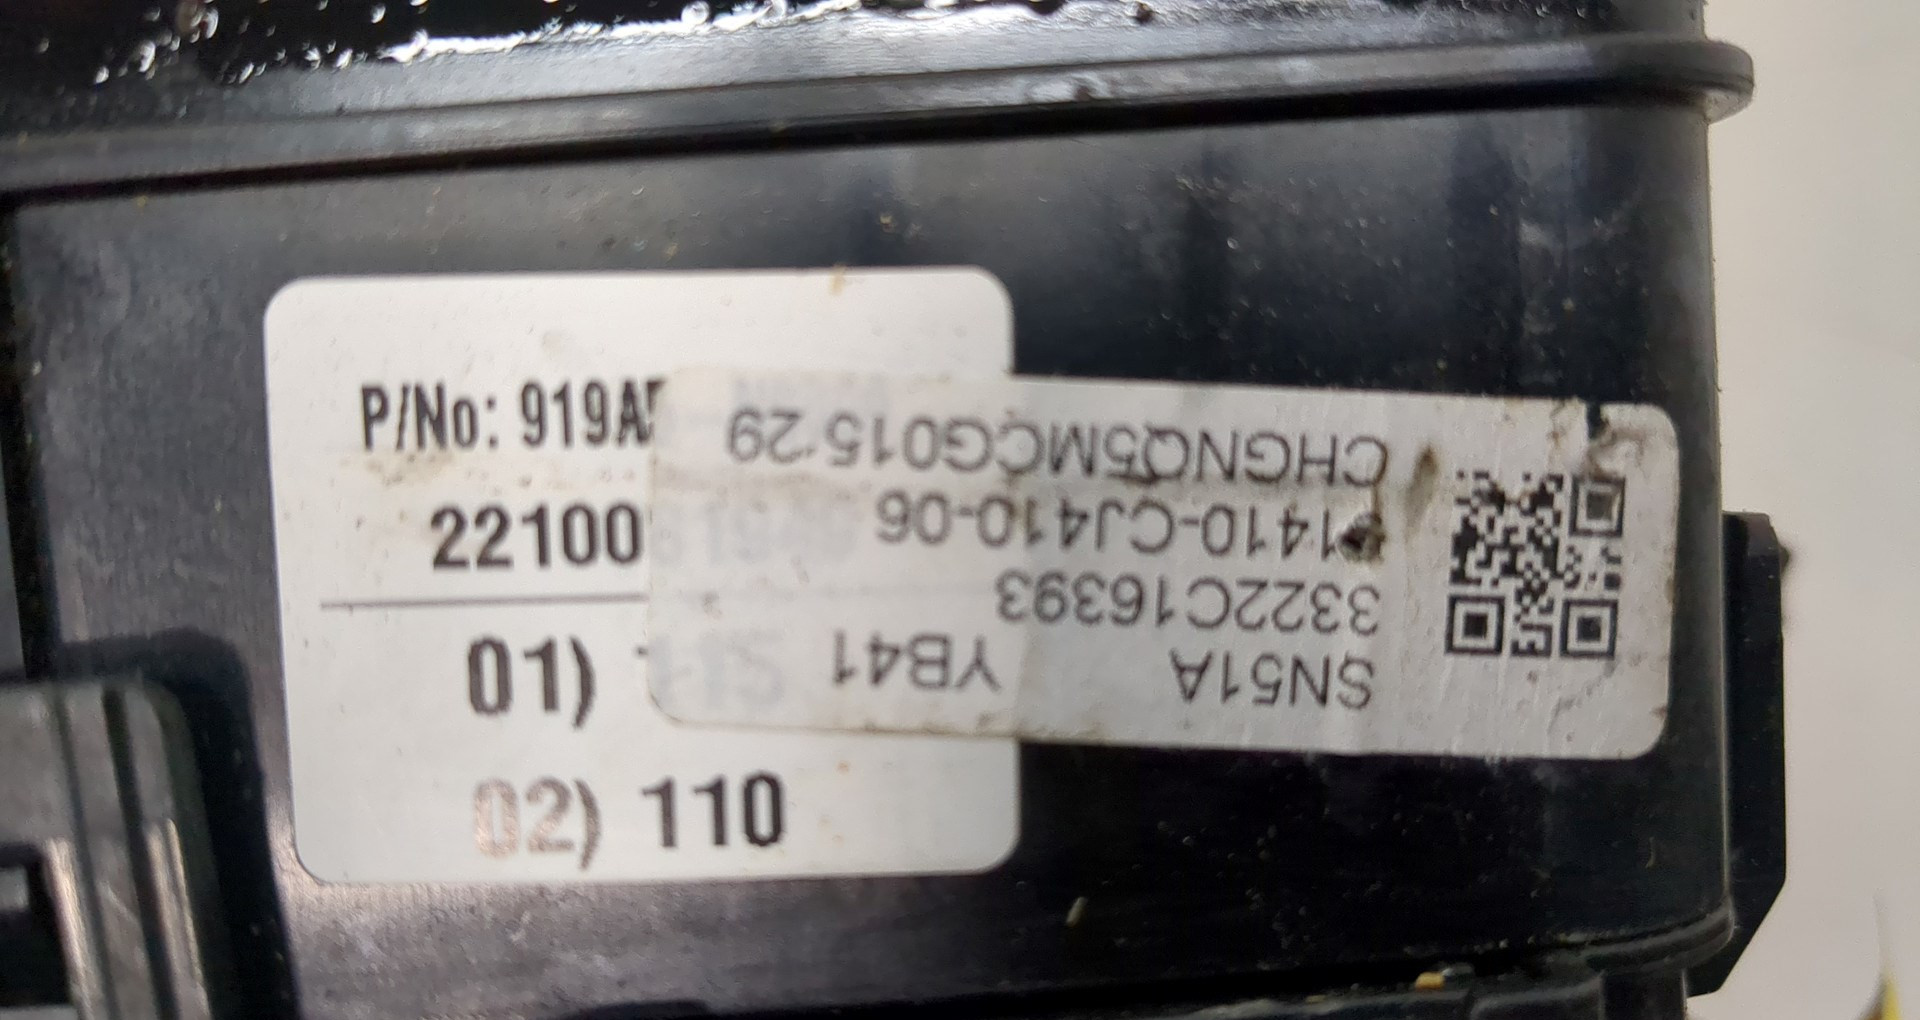 P/No: 919A
22100
01)
02) 110
SN51A YB41
3322C16393
1410-CJ410-06
CHGNQ5MCG015:29